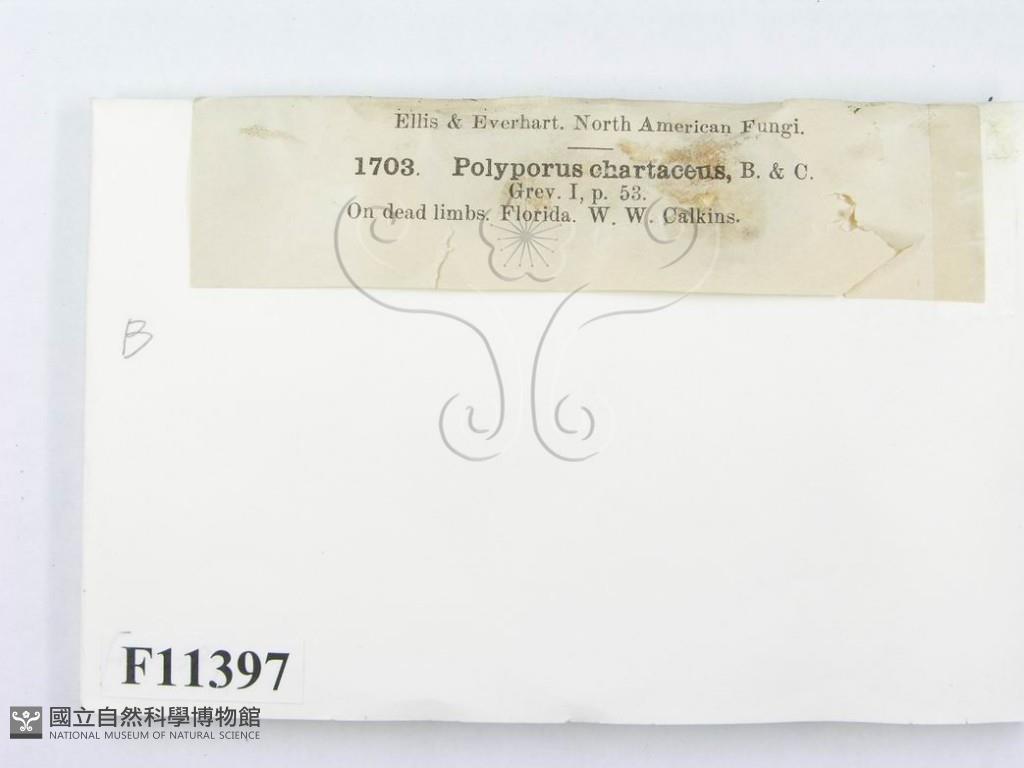 Ellis & Everhart. North American Fungi.
1703. Polyporus chartaceus, B. & C.
Grev. I, p. 53.
On dead limbs. Florida. W. W. Calkins.
B
F11397
國立自然科學博物館
NATIONAL MUSEUM OF NATURAL SCIENCE